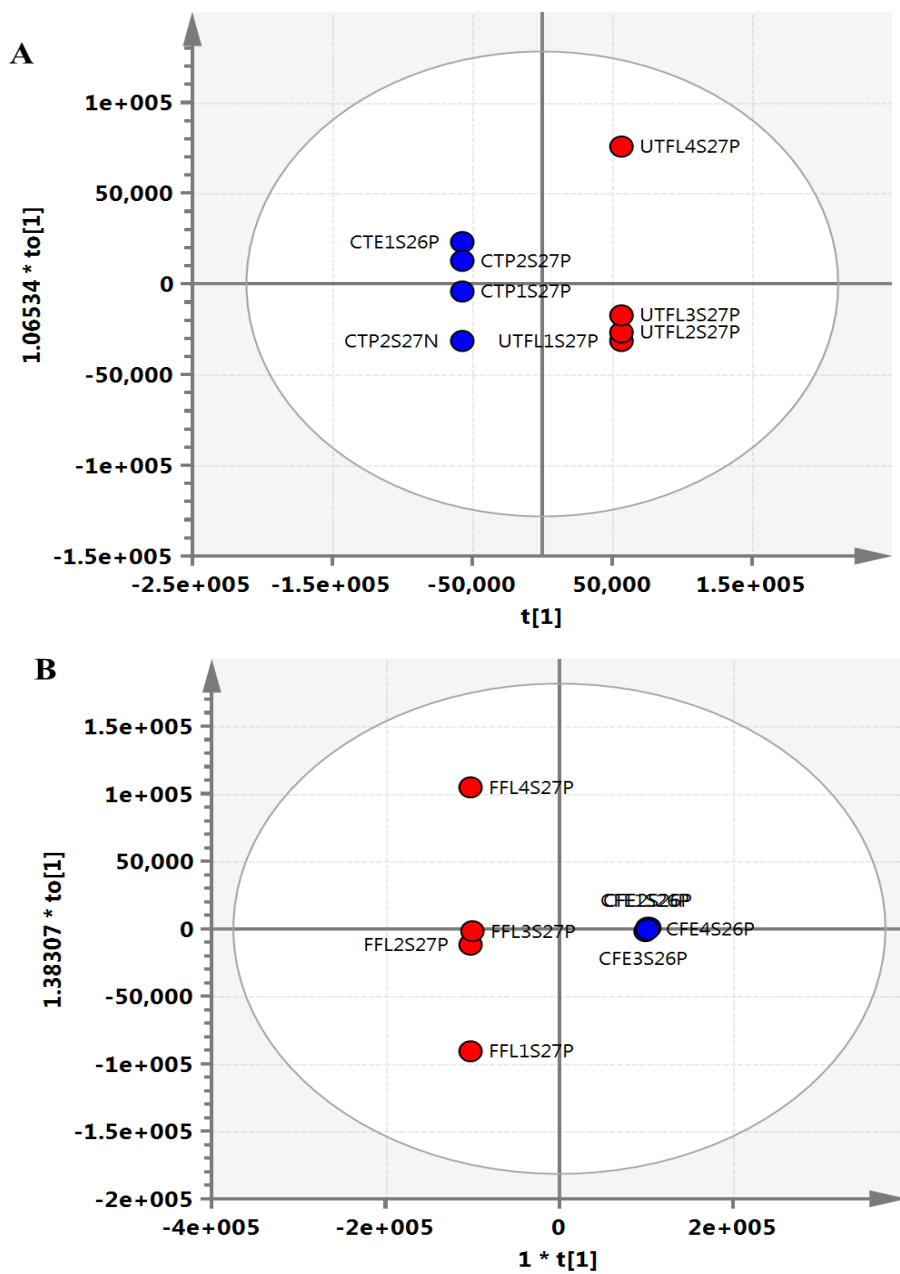 A
1.06534 * to[1]
1e+005
50,000
0
-50,000
-1e+005
-1.5e+005
UTFL4S27P
CTE1S26P
CTP2S27P
CTP1S27P
CTP2S27N
UTFL3S27P
UTFL2S27P
UTFL1S27P
-2.5e+005
-1.5e+005
-50,000
50,000
1.5e+005
t[1]
B
1.38307 * to[1]
1.5e+005
1e+005
50,000
0
-50,000
-1e+005
-1.5e+005
-2e+005
FFL4S27P
FFL3S27P
FFL2S27P
FFL1S27P
CFE4S26P
CFE3S26P
-4e+005
-2e+005
0
2e+005
1 * t[1]